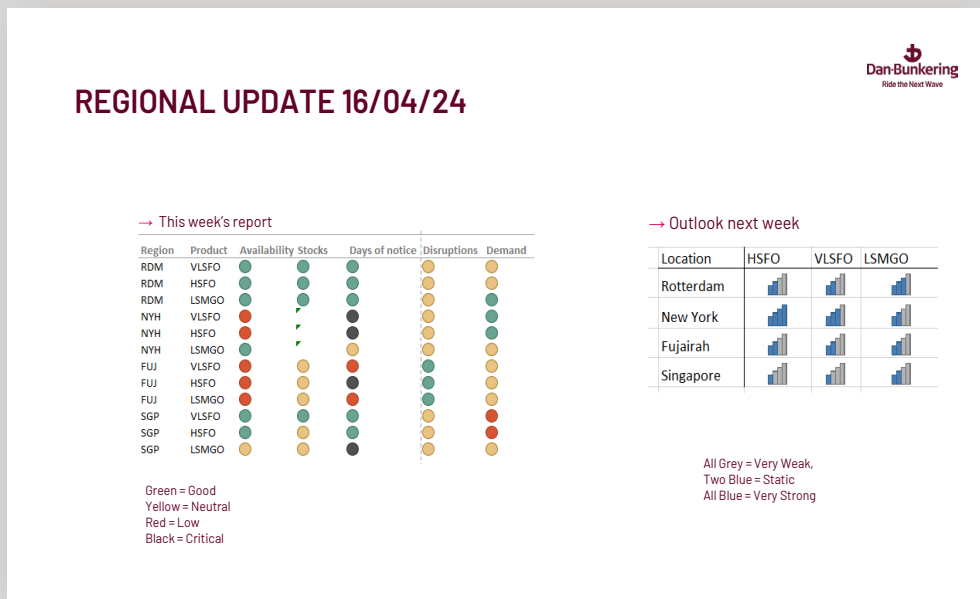 Dan-Bunkering
Ride the Next Wave
REGIONAL UPDATE 16/04/24
→ This week's report
Region Product Availability Stocks Days of notice Disruptions Demand
RDM VLSFO
RDM HSFO
RDM LSMGO
NYH VLSFO
NYH HSFO
NYH LSMGO
FUJ VLSFO
FUJ HSFO
FUJ LSMGO
SGP VLSFO
SGP HSFO
SGP LSMGO
Green = Good
Yellow = Neutral
Red = Low
Black = Critical
→ Outlook next week
Location HSFO VLSFO LSMGO
Rotterdam
New York
Fujairah
Singapore
All Grey = Very Weak,
Two Blue = Static
All Blue = Very Strong